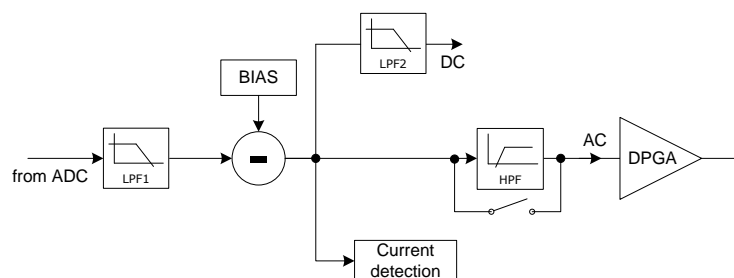 LPF2
DC
BIAS
from ADC
LPF1
HPF
AC
DPGA
Current
detection